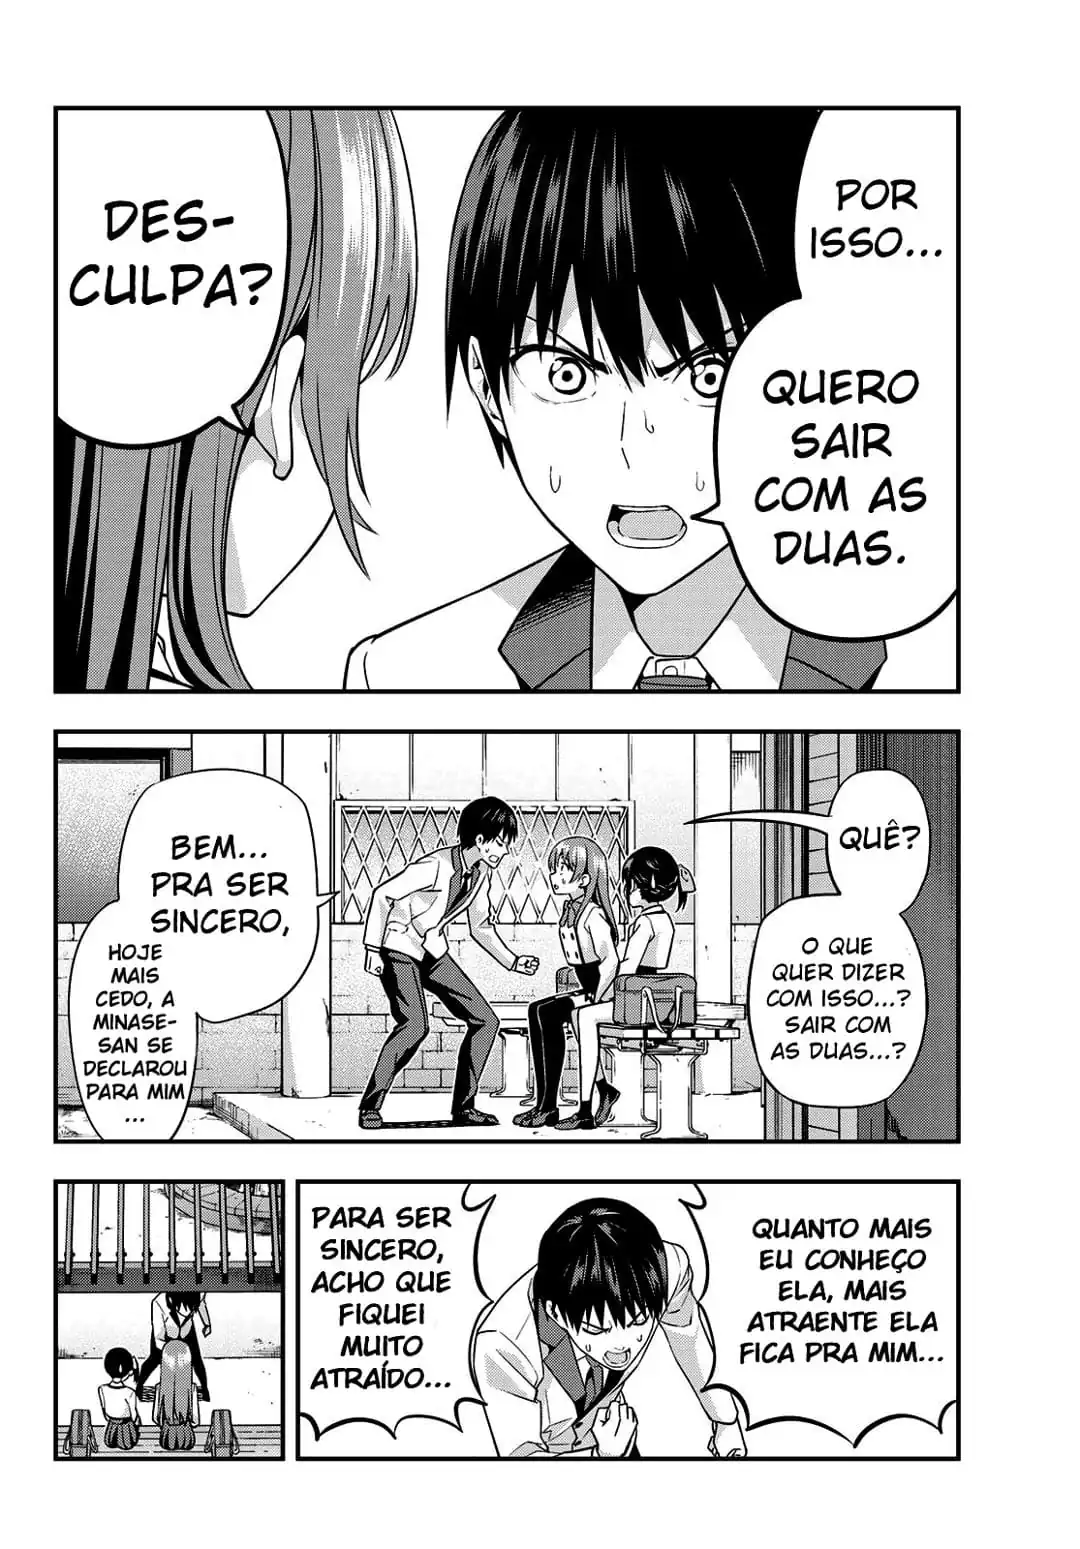 POR
ISSO...
QUERO
SAIR
COM AS
DUAS.
DES-
CULPA?
QUÊ?
O QUE
QUER DIZER
COM ISSO...?
SAIR COM
AS DUAS...?
BEM...
PRA SER
SINCERO,
HOJE
MAIS
CEDO, A
MINASE-
SAN SE
DECLAROU
PARA MIM
...
QUANTO MAIS
EU CONHEÇO
ELA, MAIS
ATRAENTE ELA
FICA PRA MIM...
PARA SER
SINCERO,
ACHO QUE
FIQUEI
MUITO
ATRAÍDO...